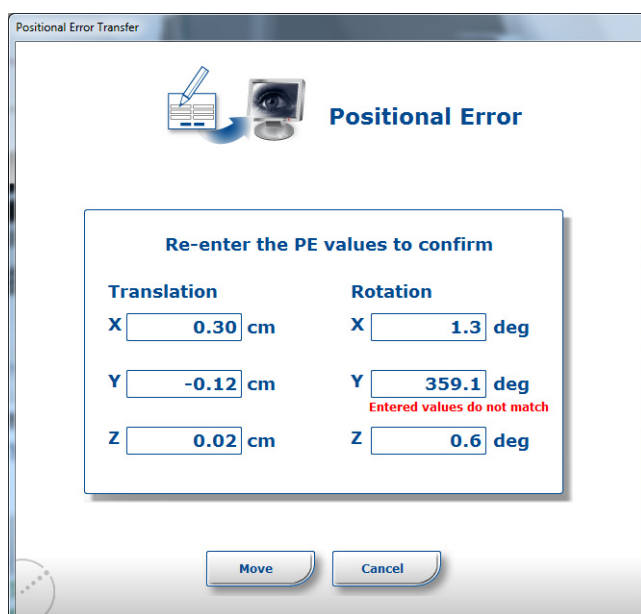 Positional Error Transfer
Positional Error
Re-enter the PE values to confirm
Translation Rotation
X 0.30 cm X 1.3 deg
Y -0.12 cm Y 359.1 deg
Entered values do not match
Z 0.02 cm Z 0.6 deg
Move Cancel